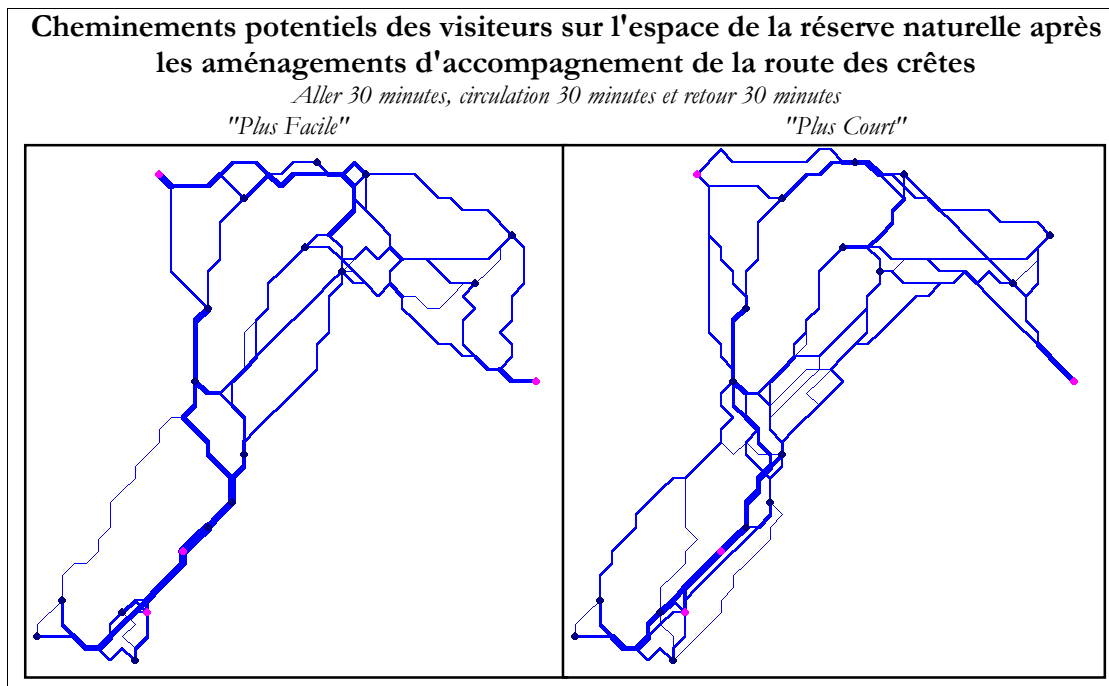 Cheminements potentiels des visiteurs sur l'espace de la réserve naturelle après
les aménagements d'accompagnement de la route des crêtes
Aller 30 minutes, circulation 30 minutes et retour 30 minutes
"Plus Facile"
"Plus Court"